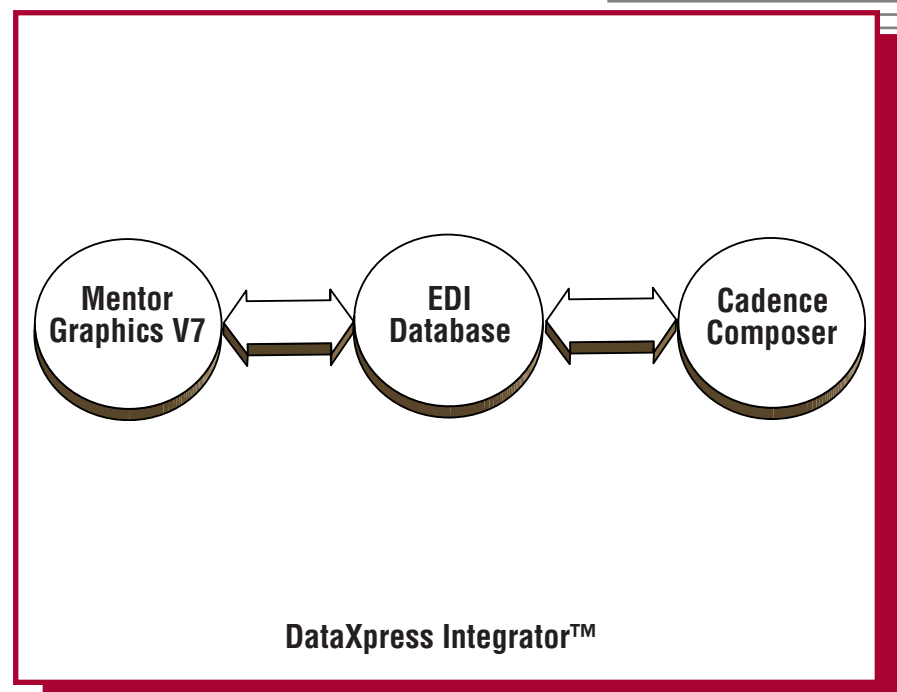 Mentor
Graphics V7
EDI
Database
Cadence
Composer
DataXpress Integrator™